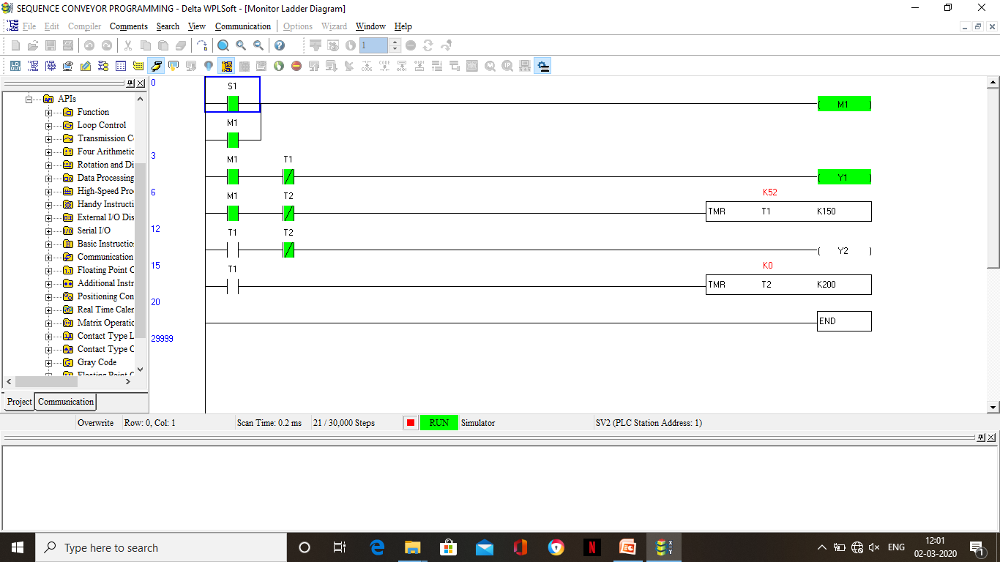 SEQUENCE CONVEYOR PROGRAMMING - Delta WPLSoft - [Monitor Ladder Diagram]
File Edit Compiler Comments Search View Communication Options Wizard Window Help
1
APIs
Function
Loop Control
Transmission C
Four Arithmetic
Rotation and Di
Data Processing
High-Speed Pro
Handy Instructi
External I/O Dis
Serial I/O
Basic Instructio
Communication
Floating Point C
Additional Instr
Positioning Con
Real Time Caler
Matrix Operatic
Contact Type L
Contact Type C
Gray Code
Floating Point C
Project Communication
0
S1
( M1 )
M1
3
M1 T1
( Y1 )
6
M1 T2 K52
TMR T1 K150
12
T1 T2
( Y2 )
15
T1 K0
TMR T2 K200
20
END
29999
Overwrite Row: 0, Col: 1 Scan Time: 0.2 ms 21 / 30,000 Steps RUN Simulator SV2 (PLC Station Address: 1)
Type here to search
ENG
12:01
02-03-2020
1